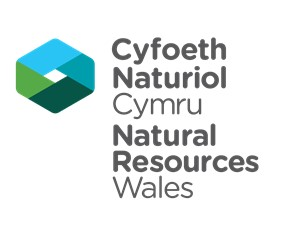 Cyfoeth
Naturiol
Cymru
Natural
Resources
Wales